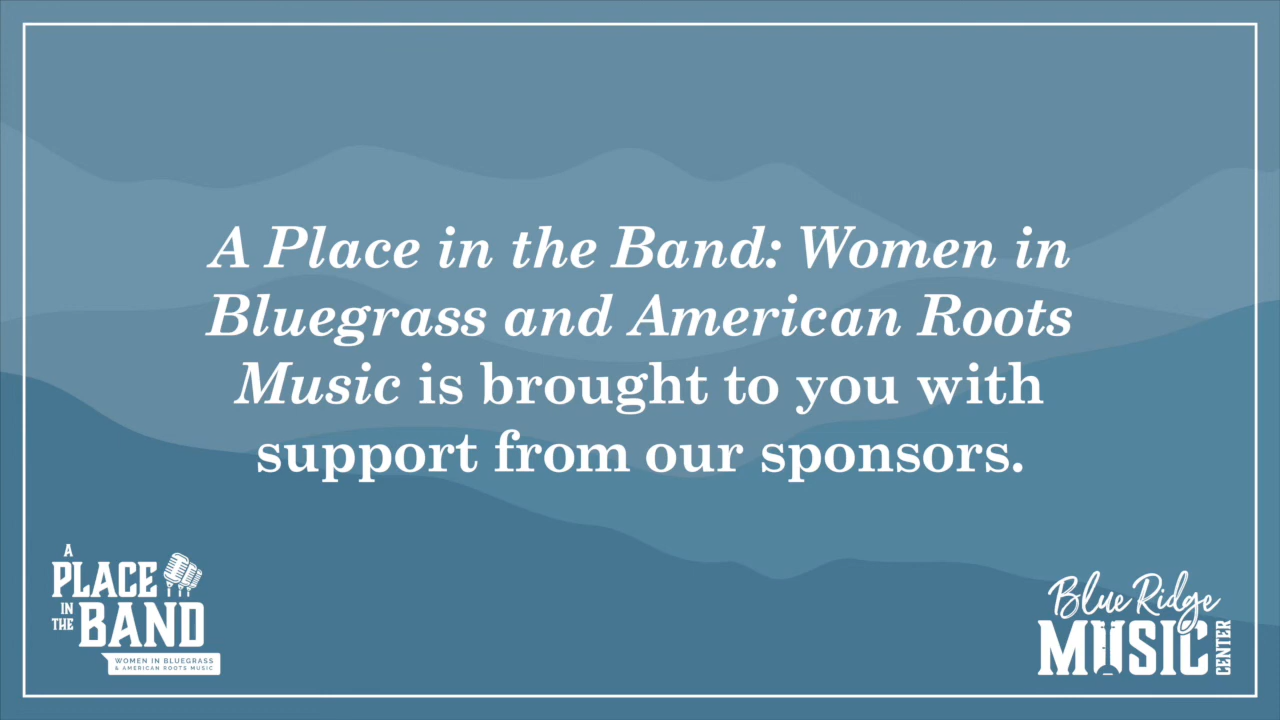 A Place in the Band: Women in
Bluegrass and American Roots
Music is brought to you with
support from our sponsors.
A
PLACE
IN
THE
BAND
WOMEN IN BLUEGRASS
& AMERICAN ROOTS MUSIC
Blue Ridge
MUSIC
CENTER